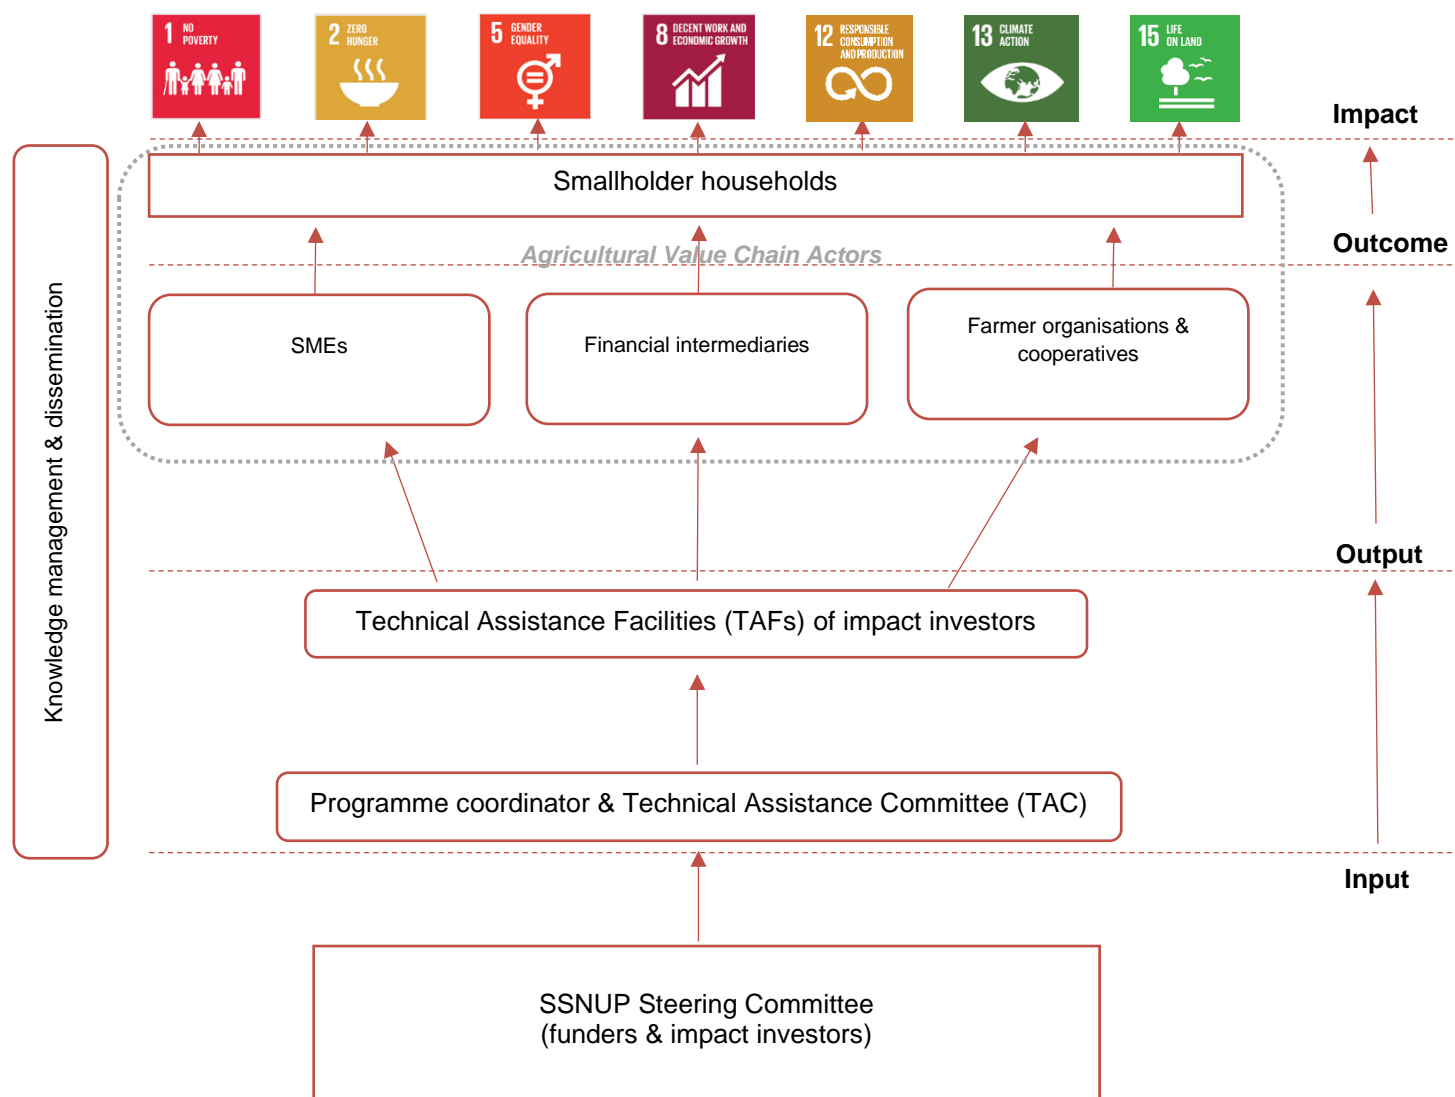 1 NO
POVERTY
2 ZERO
HUNGER
5 GENDER
EQUALITY
8 DECENT WORK AND
ECONOMIC GROWTH
12 RESPONSIBLE
CONSUMPTION
AND PRODUCTION
13 CLIMATE
ACTION
15 LIFE
ON LAND
Impact
Smallholder households
Outcome
Agricultural Value Chain Actors
SMEs
Financial intermediaries
Farmer organisations &
cooperatives
Knowledge management & dissemination
Output
Technical Assistance Facilities (TAFs) of impact investors
Programme coordinator & Technical Assistance Committee (TAC)
Input
SSNUP Steering Committee
(funders & impact investors)